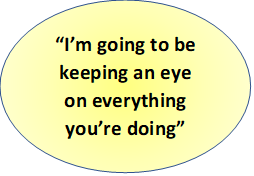 “I’m going to be
keeping an eye
on everything
you’re doing”